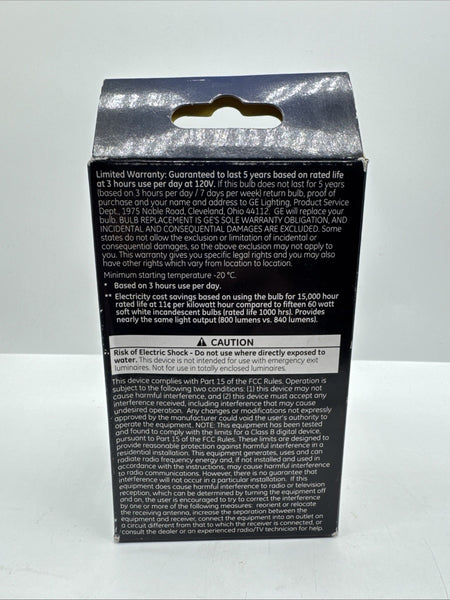 Limited Warranty: Guaranteed to last 5 years based on rated life
at 3 hours use per day at 120V. If this bulb does not last for 5 years
(based on 3 hours per day / 7 days per week) return bulb, proof of
purchase and your name and address to GE Lighting, Product Service
Dept., 1975 Noble Road, Cleveland, Ohio 44112. GE will replace your
bulb. BULB REPLACEMENT IS GE'S SOLE WARRANTY OBLIGATION, AND
INCIDENTAL AND CONSEQUENTIAL DAMAGES ARE EXCLUDED. Some
states do not allow the exclusion or limitation of incidental or
consequential damages, so the above exclusion may not apply to
you. This warranty gives you specific legal rights and you may also
have other rights which vary from location to location.
Minimum starting temperature -20 °C.
* Based on 3 hours use per day.
** Electricity cost savings based on using the bulb for 15,000 hour
rated life at 11¢ per kilowatt hour compared to fifteen 60 watt
soft white incandescent bulbs (rated life 1000 hrs). Provides
nearly the same light output (800 lumens vs. 840 lumens).
⚠ CAUTION
Risk of Electric Shock - Do not use where directly exposed to
water. This device is not intended for use with emergency exit
luminaires. Not for use in totally enclosed luminaires.
This device complies with Part 15 of the FCC Rules. Operation is
subject to the following two conditions: (1) this device may not
cause harmful interference, and (2) this device must accept any
interference received, including interference that may cause
undesired operation. Any changes or modifications not expressly
approved by the manufacturer could void the user's authority to
operate the equipment. NOTE: This equipment has been tested
and found to comply with the limits for a Class B digital device,
pursuant to Part 15 of the FCC Rules. These limits are designed to
provide reasonable protection against harmful interference in a
residential installation. This equipment generates, uses and can
radiate radio frequency energy and, if not installed and used in
accordance with the instructions, may cause harmful interference
to radio communications. However, there is no guarantee that
interference will not occur in a particular installation. If this
equipment does cause harmful interference to radio or television
reception, which can be determined by turning the equipment off
and on, the user is encouraged to try to correct the interference
by one or more of the following measures: reorient or relocate
the receiving antenna, increase the separation between the
equipment and receiver, connect the equipment into an outlet on
a circuit different from that to which the receiver is connected, or
consult the dealer or an experienced radio/TV technician for help.